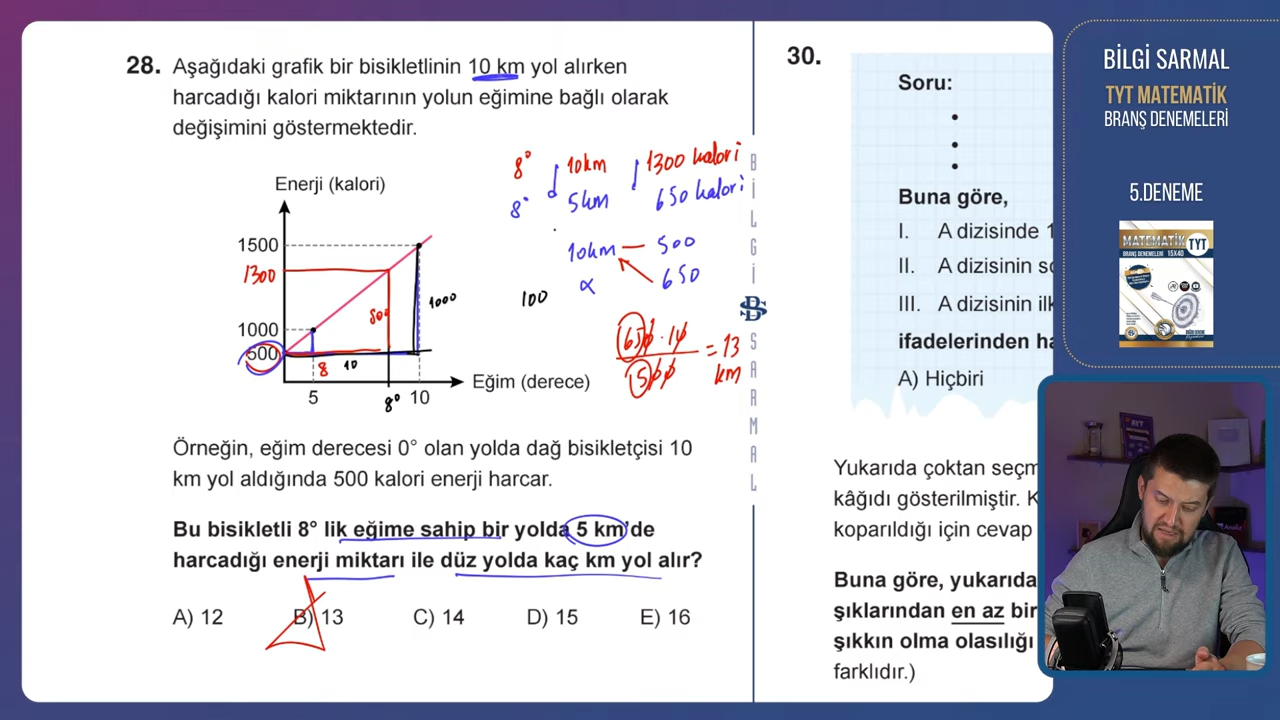 28. Aşağıdaki grafik bir bisikletlinin 10 km yol alırken
harcadığı kalori miktarının yolun eğimine bağlı olarak
değişimini göstermektedir.
Enerji (kalori)
1500
1300
1000
500
1000
800
8
10
5
8°
10
Eğim (derece)
8° 10km 1300 kalori
8° 5km 650 kalori
10km — 500
α 650
100
650 · 10
500
= 13
km
Örneğin, eğim derecesi 0° olan yolda dağ bisikletçisi 10
km yol aldığında 500 kalori enerji harcar.
Bu bisikletli 8° lik eğime sahip bir yolda 5 km'de
harcadığı enerji miktarı ile düz yolda kaç km yol alır?
A) 12 B) 13 C) 14 D) 15 E) 16
BİLGİ
SARMAL
30.
Soru:
Buna göre,
I. A dizisinde 1
II. A dizisinin so
III. A dizisinin ilk
ifadelerinden ha
A) Hiçbiri
Yukarıda çoktan seçm
kâğıdı gösterilmiştir. K
koparıldığı için cevap
Buna göre, yukarıda
şıklarından en az bir
şıkkın olma olasılığı
farklıdır.)
BİLGİ SARMAL
TYT MATEMATİK
BRANŞ DENEMELERİ
5.DENEME
MATEMATİK TYT
BRANŞ DENEMELERİ 15X40